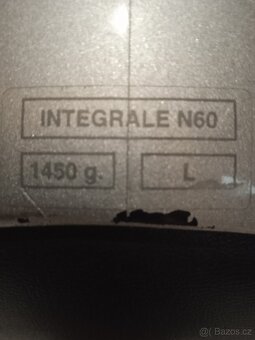 INTEGRALE N60
1450 g. L
© Bazos.cz